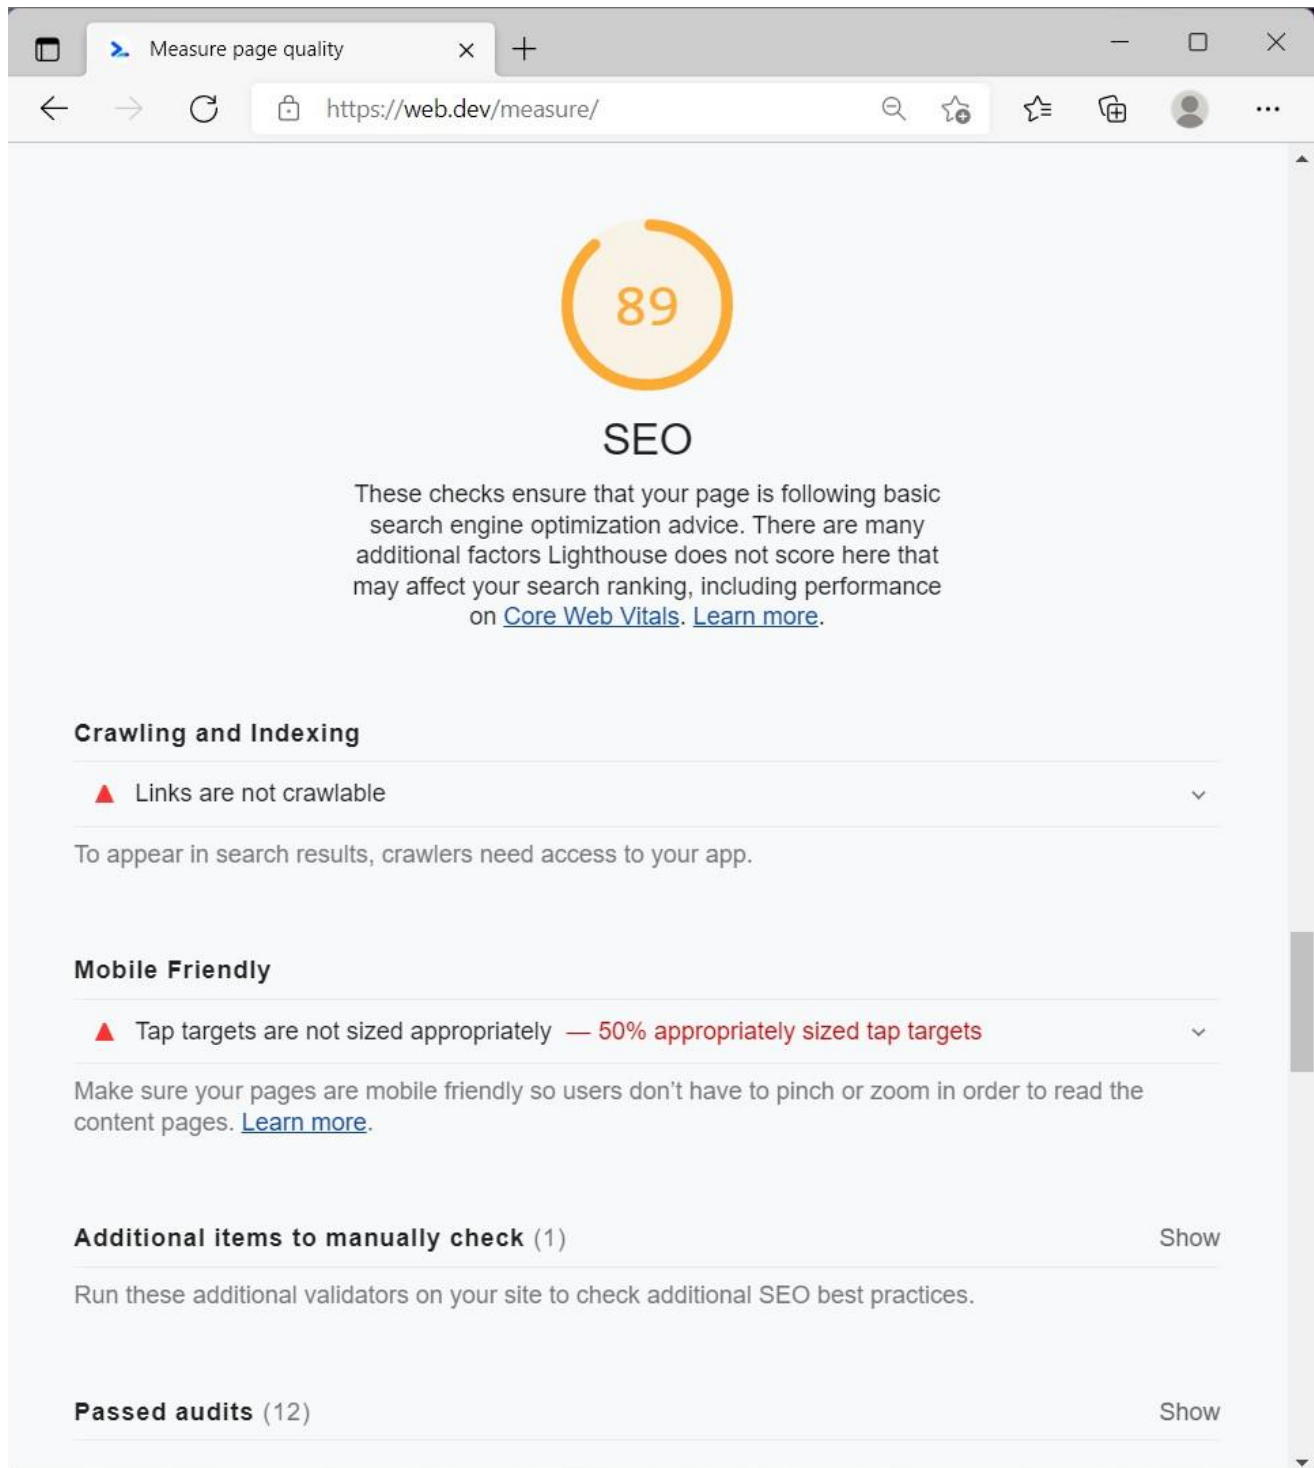 Measure page quality
https://web.dev/measure/
89
SEO
These checks ensure that your page is following basic
search engine optimization advice. There are many
additional factors Lighthouse does not score here that
may affect your search ranking, including performance
on Core Web Vitals. Learn more.
Crawling and Indexing
Links are not crawlable
To appear in search results, crawlers need access to your app.
Mobile Friendly
Tap targets are not sized appropriately — 50% appropriately sized tap targets
Make sure your pages are mobile friendly so users don’t have to pinch or zoom in order to read the
content pages. Learn more.
Additional items to manually check (1) Show
Run these additional validators on your site to check additional SEO best practices.
Passed audits (12) Show